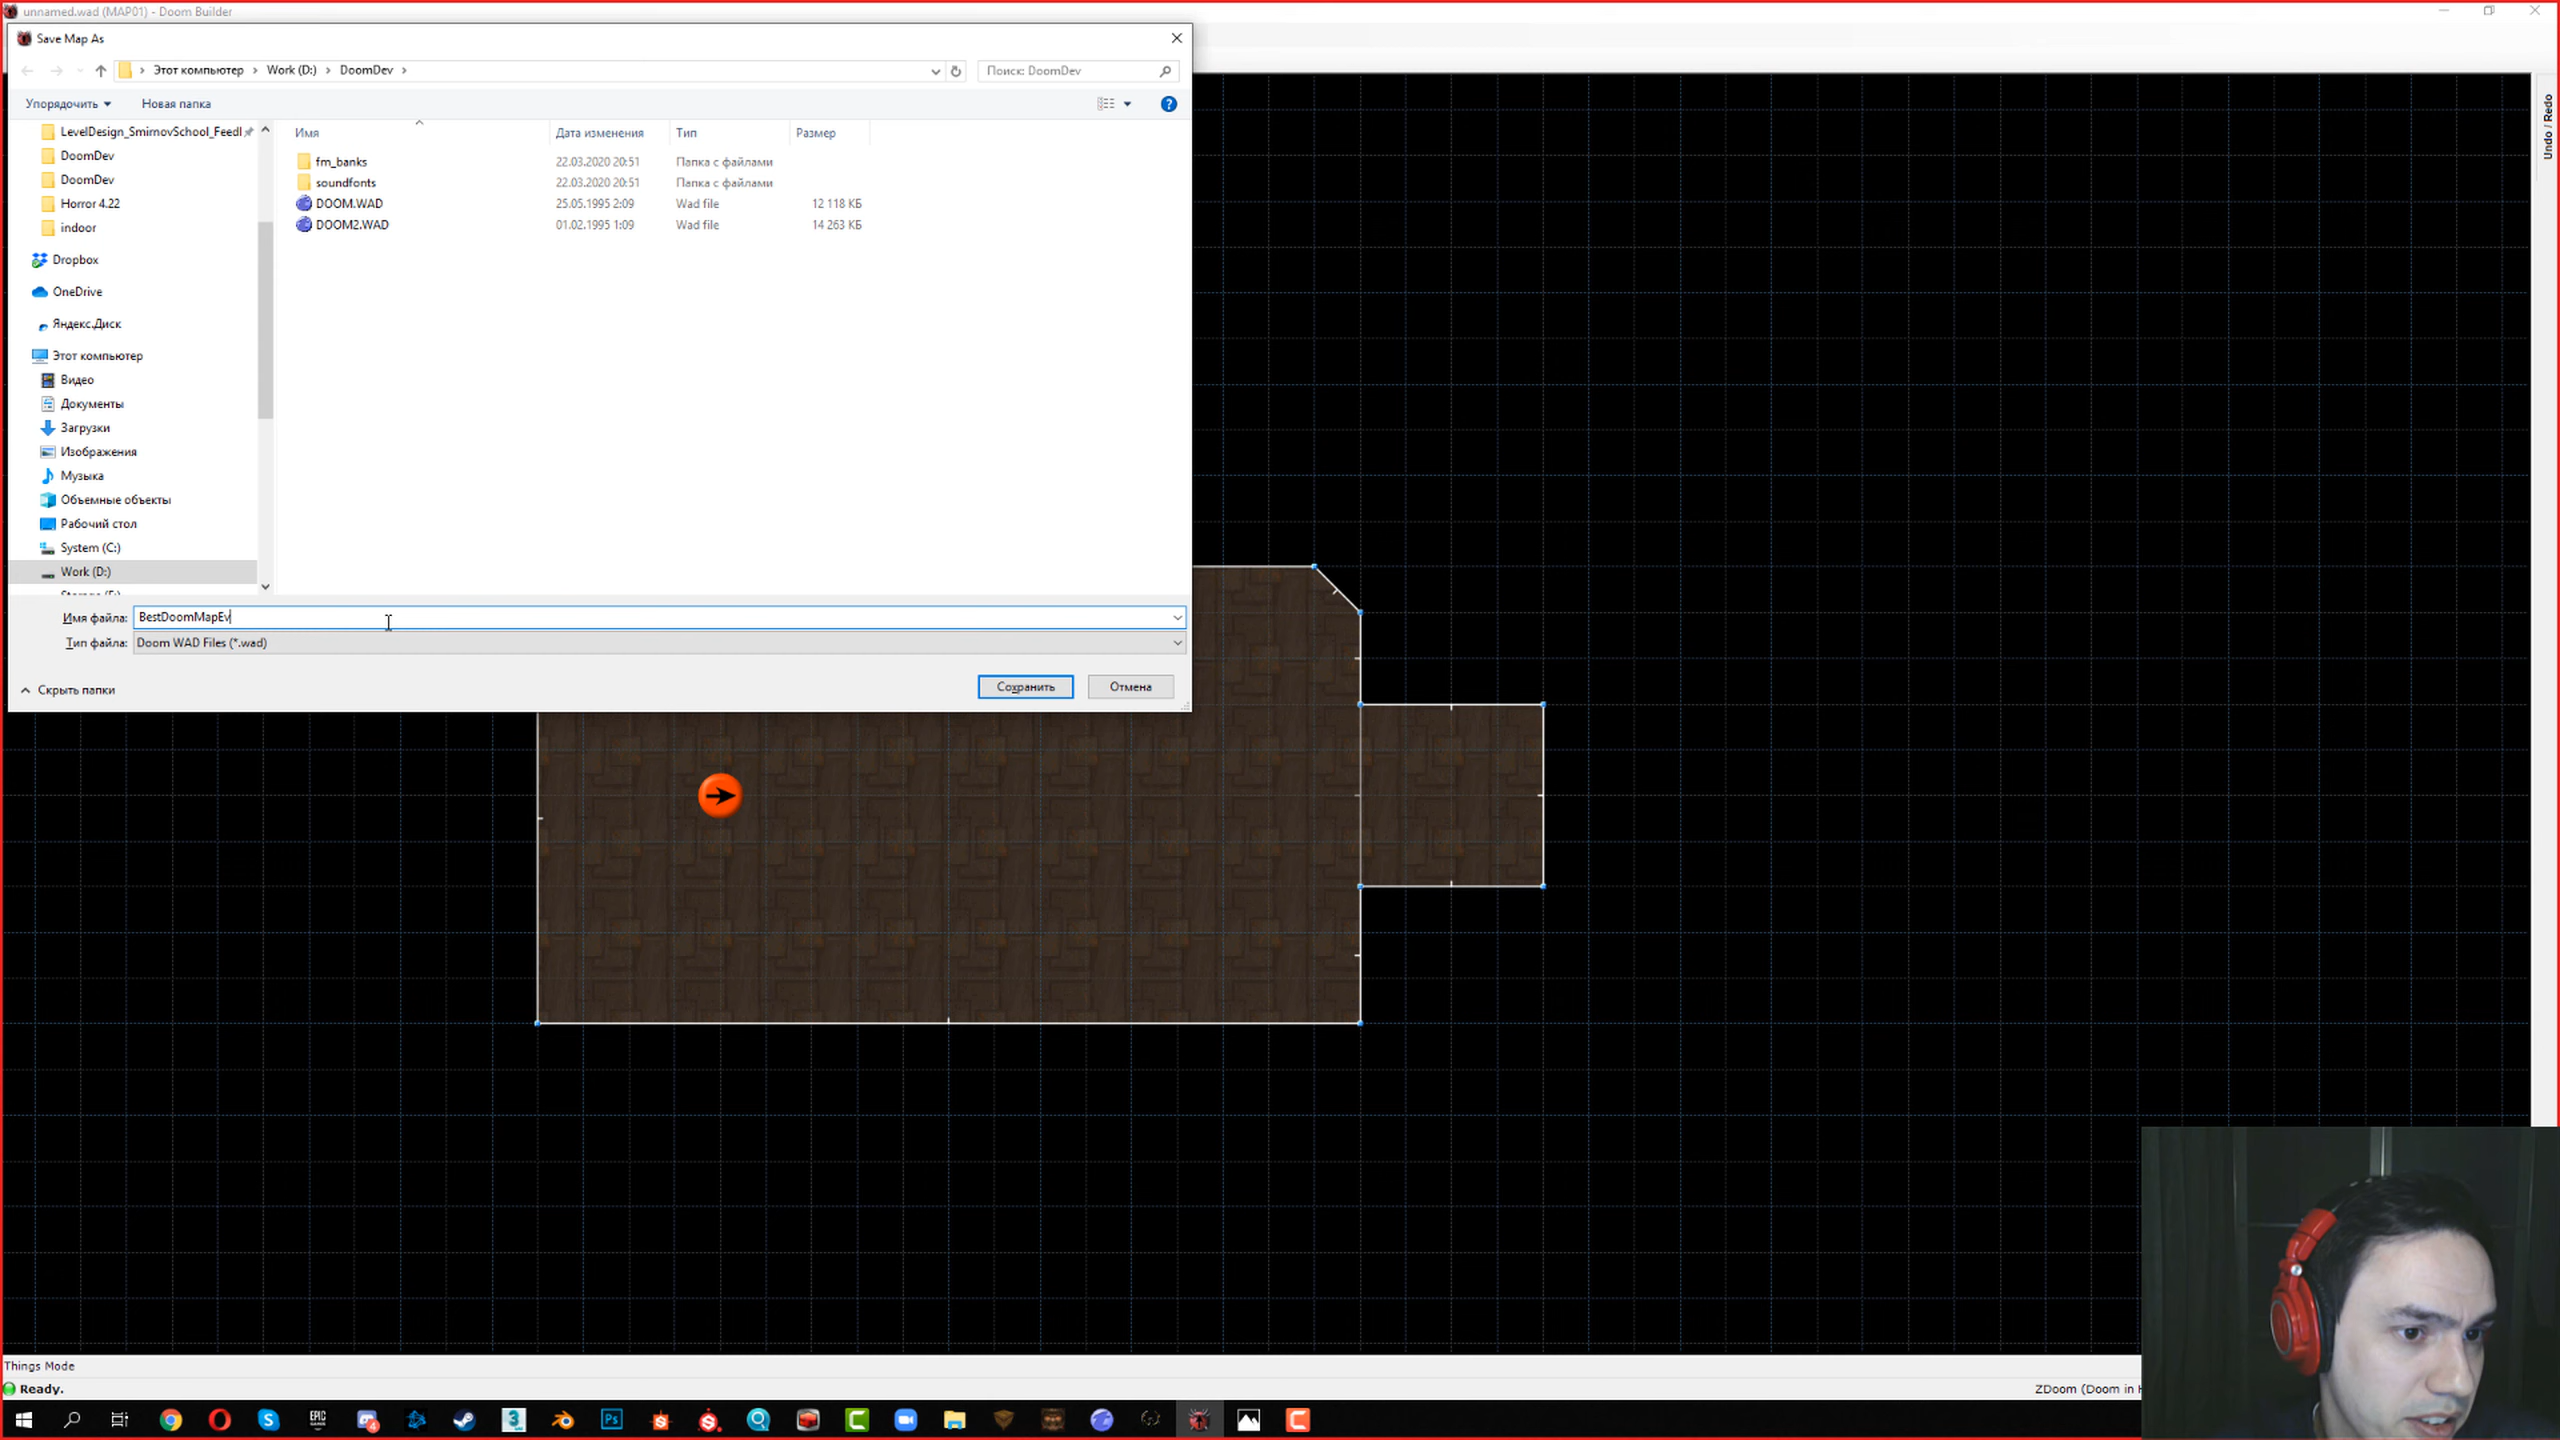 unnamed.wad (MAP01) - Doom Builder
Save Map As
Этот компьютер › Work (D:) › DoomDev ›
Поиск: DoomDev
Упорядочить
Новая папка
LevelDesign_SmirnovSchool_Feedl
DoomDev
DoomDev
Horror 4.22
indoor
Dropbox
OneDrive
Яндекс.Диск
Этот компьютер
Видео
Документы
Загрузки
Изображения
Музыка
Объемные объекты
Рабочий стол
System (C:)
Work (D:)
Имя Дата изменения Тип Размер
fm_banks 22.03.2020 20:51 Папка с файлами
soundfonts 22.03.2020 20:51 Папка с файлами
DOOM.WAD 25.05.1995 2:09 Wad file 12 118 КБ
DOOM2.WAD 01.02.1995 1:09 Wad file 14 263 КБ
Имя файла: BestDoomMapEv
Тип файла: Doom WAD Files (*.wad)
Скрыть папки
Сохранить
Отмена
Undo / Redo
Things Mode
Ready.
ZDoom (Doom in H
EPIC
3
Ps